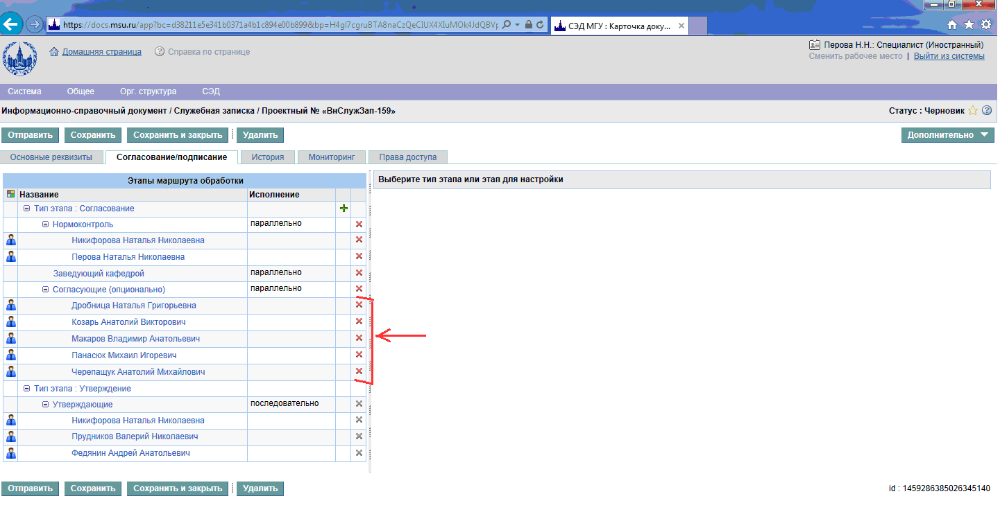 https://docs.msu.ru/app?bc=d38211e5e341b0371a4b1c894e00b899&bp=H4gl7cgruBTA8naCzQeCIUX4XIuMOk4JdQBVp
СЭД МГУ : Карточка доку...
Домашняя страница
Справка по странице
Перова Н.Н.: Специалист (Иностранный)
Сменить рабочее место | Выйти из системы
Система Общее Орг. структура СЭД
Информационно-справочный документ / Служебная записка / Проектный № «ВнСлужЗап-159»
Статус : Черновик
Отправить Сохранить Сохранить и закрыть Удалить Дополнительно
Основные реквизиты Согласование/подписание История Мониторинг Права доступа
Этапы маршрута обработки
Выберите тип этапа или этап для настройки
Название Исполнение
Тип этапа : Согласование
Нормоконтроль параллельно
Никифорова Наталья Николаевна
Перова Наталья Николаевна
Заведующий кафедрой параллельно
Согласующие (опционально) параллельно
Дробница Наталья Григорьевна
Козарь Анатолий Викторович
Макаров Владимир Анатольевич
Панасюк Михаил Игоревич
Черепащук Анатолий Михайлович
Тип этапа : Утверждение
Утверждающие последовательно
Никифорова Наталья Николаевна
Прудников Валерий Николаевич
Федянин Андрей Анатольевич
Отправить Сохранить Сохранить и закрыть Удалить
id : 1459286385026345140